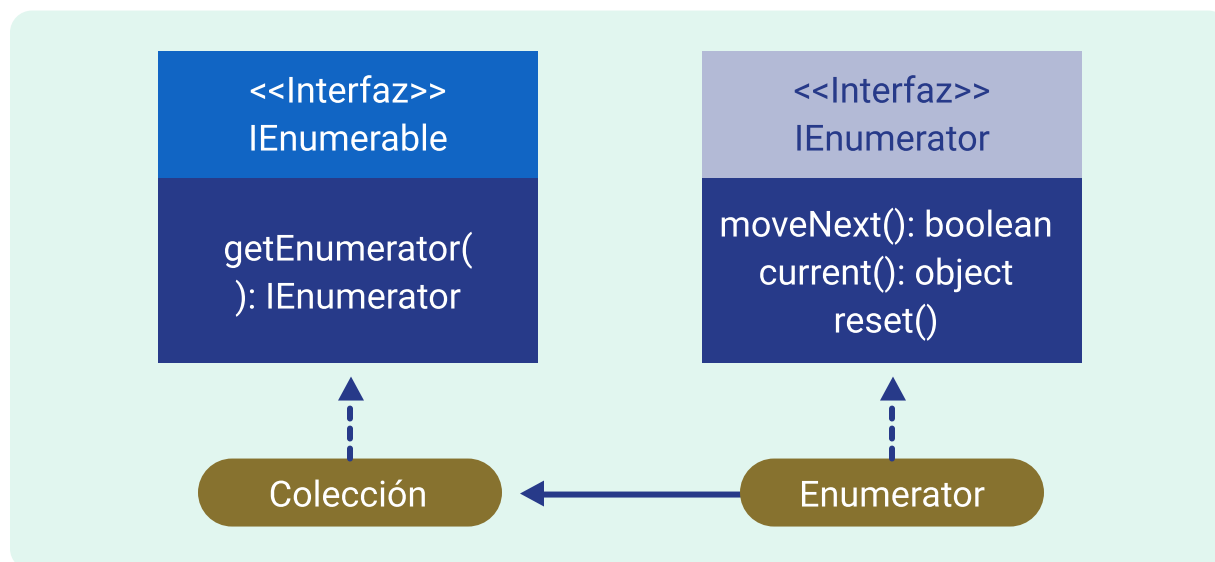 <<Interfaz>>
IEnumerable
getEnumerator(
): IEnumerator
<<Interfaz>>
IEnumerator
moveNext(): boolean
current(): object
reset()
Colección
Enumerator